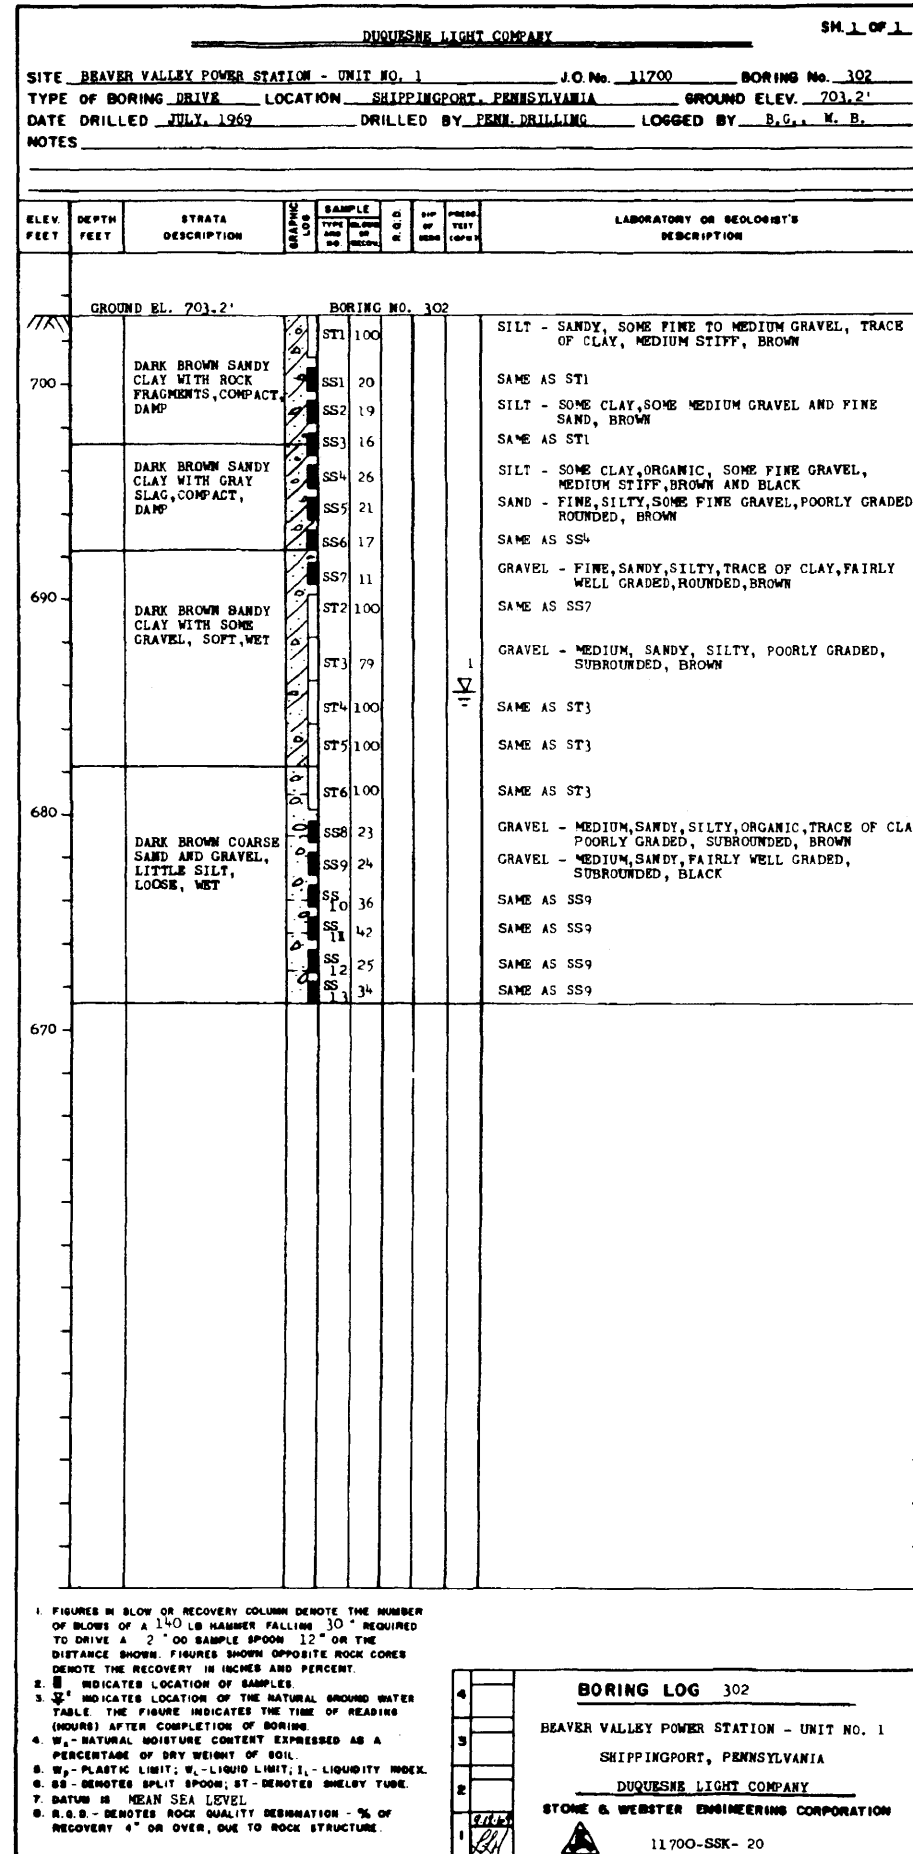 DUQUESNE LIGHT COMPANY
SH. 1 OF 1
SITE BEAVER VALLEY POWER STATION - UNIT NO. 1 J.O. No. 11700 BORING No. 302
TYPE OF BORING DRIVE LOCATION SHIPPINGPORT, PENNSYLVANIA GROUND ELEV. 703.2'
DATE DRILLED JULY, 1969 DRILLED BY PENN. DRILLING LOGGED BY B.G., W. B.
NOTES
ELEV. FEET
DEPTH FEET
STRATA DESCRIPTION
GRAPHIC LOG
SAMPLE
TYPE AND NO.
BLOWS OR RECOV.
R.Q.D.
DIP OF
PRESS. TEST
LABORATORY OR GEOLOGIST'S DESCRIPTION
GROUND EL. 703.2' BORING NO. 302
ST1 100 SILT - SANDY, SOME FINE TO MEDIUM GRAVEL, TRACE
OF CLAY, MEDIUM STIFF, BROWN
DARK BROWN SANDY
CLAY WITH ROCK
FRAGMENTS, COMPACT,
DAMP
700
SS1 20 SAME AS ST1
SS2 19 SILT - SOME CLAY, SOME MEDIUM GRAVEL AND FINE
SAND, BROWN
SS3 16 SAME AS ST1
DARK BROWN SANDY
CLAY WITH GRAY
SLAG, COMPACT,
DAMP
SS4 26 SILT - SOME CLAY, ORGANIC, SOME FINE GRAVEL,
MEDIUM STIFF, BROWN AND BLACK
SS5 21 SAND - FINE, SILTY, SOME FINE GRAVEL, POORLY GRADED
ROUNDED, BROWN
SS6 17 SAME AS SS4
SS7 11 GRAVEL - FINE, SANDY, SILTY, TRACE OF CLAY, FAIRLY
WELL GRADED, ROUNDED, BROWN
690
DARK BROWN SANDY
CLAY WITH SOME
GRAVEL, SOFT, WET
ST2 100 SAME AS SS7
ST3 79 1 GRAVEL - MEDIUM, SANDY, SILTY, POORLY GRADED,
SUBROUNDED, BROWN
ST4 100 SAME AS ST3
ST5 100 SAME AS ST3
ST6 100 SAME AS ST3
680
DARK BROWN COARSE
SAND AND GRAVEL,
LITTLE SILT,
LOOSE, WET
SS8 23 GRAVEL - MEDIUM, SANDY, SILTY, ORGANIC, TRACE OF CLA
POORLY GRADED, SUBROUNDED, BROWN
SS9 24 GRAVEL - MEDIUM, SANDY, FAIRLY WELL GRADED,
SUBROUNDED, BLACK
SS 10 36 SAME AS SS9
SS 11 42 SAME AS SS9
SS 12 25 SAME AS SS9
SS 13 34 SAME AS SS9
670
1. FIGURES IN BLOW OR RECOVERY COLUMN DENOTE THE NUMBER
OF BLOWS OF A 140 LB HAMMER FALLING 30" REQUIRED
TO DRIVE A 2" OD SAMPLE SPOON 12" OR THE
DISTANCE SHOWN. FIGURES SHOWN OPPOSITE ROCK CORES
DENOTE THE RECOVERY IN INCHES AND PERCENT.
2. INDICATES LOCATION OF SAMPLES.
3. INDICATES LOCATION OF THE NATURAL GROUND WATER
TABLE. THE FIGURE INDICATES THE TIME OF READING
(HOURS) AFTER COMPLETION OF BORING.
4. Wn - NATURAL MOISTURE CONTENT EXPRESSED AS A
PERCENTAGE OF DRY WEIGHT OF SOIL.
5. Wp - PLASTIC LIMIT; WL - LIQUID LIMIT; IL - LIQUIDITY INDEX.
6. SS - DENOTES SPLIT SPOON; ST - DENOTES SHELBY TUBE.
7. DATUM IS MEAN SEA LEVEL
8. R.Q.D. - DENOTES ROCK QUALITY DESIGNATION - % OF
RECOVERY 4" OR OVER, DUE TO ROCK STRUCTURE.
4
3
2
1
BORING LOG 302
BEAVER VALLEY POWER STATION - UNIT NO. 1
SHIPPINGPORT, PENNSYLVANIA
DUQUESNE LIGHT COMPANY
STONE & WEBSTER ENGINEERING CORPORATION
11700-SSK- 20